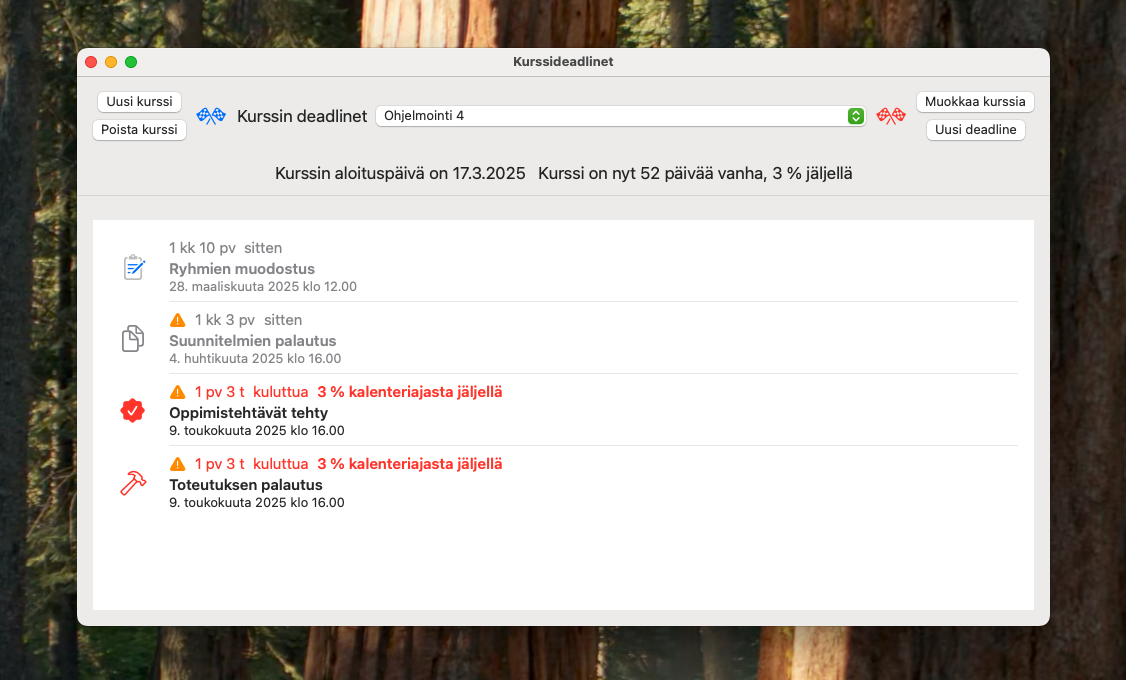 Kurssideadlinet
Uusi kurssi
Poista kurssi
Kurssin deadlinet
Ohjelmointi 4
Muokkaa kurssia
Uusi deadline
Kurssin aloituspäivä on 17.3.2025 Kurssi on nyt 52 päivää vanha, 3 % jäljellä
1 kk 10 pv sitten
Ryhmien muodostus
28. maaliskuuta 2025 klo 12.00
1 kk 3 pv sitten
Suunnitelmien palautus
4. huhtikuuta 2025 klo 16.00
1 pv 3 t kuluttua 3 % kalenteriajasta jäljellä
Oppimistehtävät tehty
9. toukokuuta 2025 klo 16.00
1 pv 3 t kuluttua 3 % kalenteriajasta jäljellä
Toteutuksen palautus
9. toukokuuta 2025 klo 16.00